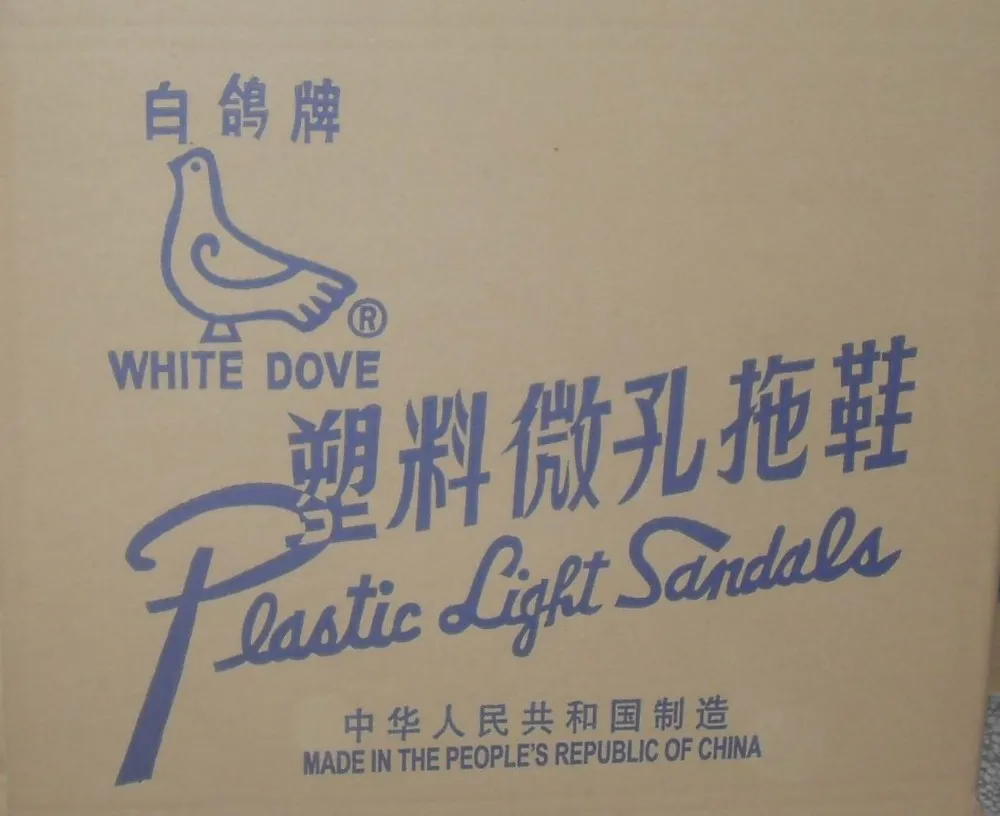 白鸽牌
®
WHITE DOVE
塑料微孔拖鞋
Plastic Light Sandals
中华人民共和国制造
MADE IN THE PEOPLE'S REPUBLIC OF CHINA